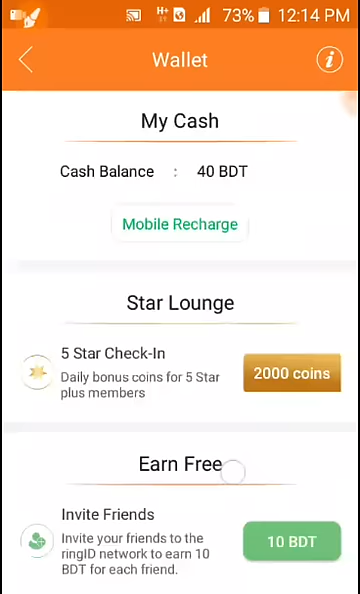 H+ 73% 12:14 PM
Wallet
My Cash
Cash Balance : 40 BDT
Mobile Recharge
Star Lounge
5 Star Check-In
Daily bonus coins for 5 Star
plus members
2000 coins
Earn Free
Invite Friends
Invite your friends to the
ringID network to earn 10
BDT for each friend.
10 BDT